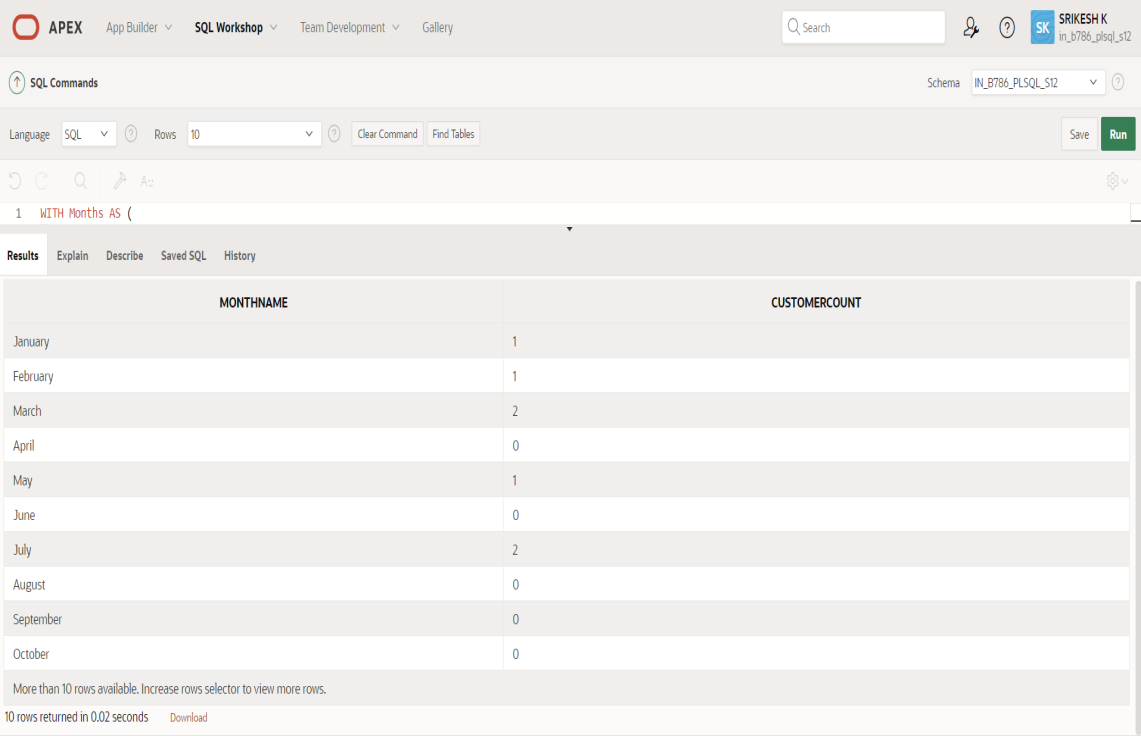 APEX App Builder SQL Workshop Team Development Gallery Search SK SRIKESH K
in_b786_plsql_s12
SQL Commands Schema IN_B786_PLSQL_S12
Language SQL Rows 10 Clear Command Find Tables Save Run
A::
1 WITH Months AS (
Results Explain Describe Saved SQL History
MONTHNAME CUSTOMERCOUNT
January 1
February 1
March 2
April 0
May 1
June 0
July 2
August 0
September 0
October 0
More than 10 rows available. Increase rows selector to view more rows.
10 rows returned in 0.02 seconds Download